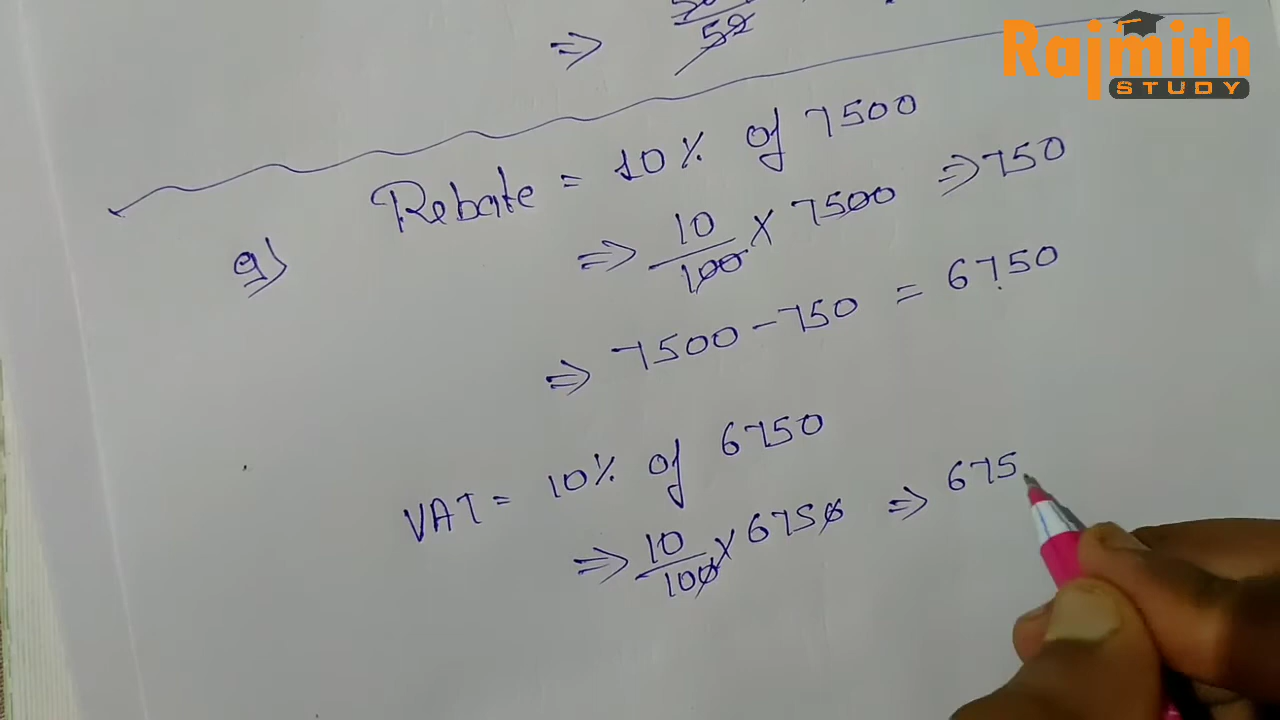 Rajmith
STUDY
⇒ 52
9) Rebate = 10% of 7500
⇒ 10/100 × 7500 ⇒ 750
⇒ 7500 - 750 = 6750
VAT = 10% of 6750
⇒ 10/100 × 6750 ⇒ 675